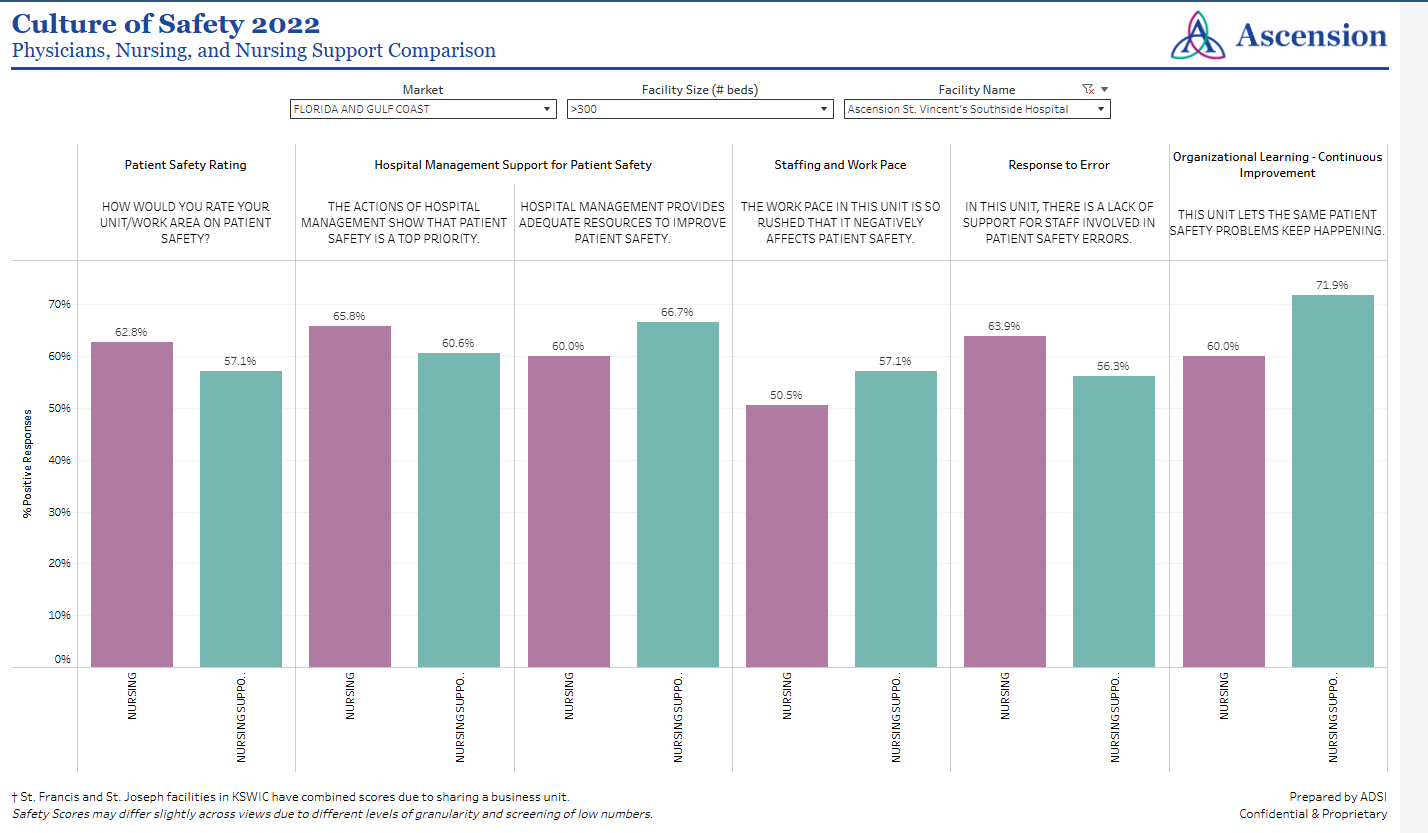 Culture of Safety 2022
Physicians, Nursing, and Nursing Support Comparison
Ascension
Market
Facility Size (# beds)
Facility Name
FLORIDA AND GULF COAST
>300
Ascension St. Vincent's Southside Hospital
Patient Safety Rating
Hospital Management Support for Patient Safety
Staffing and Work Pace
Response to Error
Organizational Learning - Continuous
Improvement
HOW WOULD YOU RATE YOUR
UNIT/WORK AREA ON PATIENT
SAFETY?
THE ACTIONS OF HOSPITAL
MANAGEMENT SHOW THAT PATIENT
SAFETY IS A TOP PRIORITY.
HOSPITAL MANAGEMENT PROVIDES
ADEQUATE RESOURCES TO IMPROVE
PATIENT SAFETY.
THE WORK PACE IN THIS UNIT IS SO
RUSHED THAT IT NEGATIVELY
AFFECTS PATIENT SAFETY.
IN THIS UNIT, THERE IS A LACK OF
SUPPORT FOR STAFF INVOLVED IN
PATIENT SAFETY ERRORS.
THIS UNIT LETS THE SAME PATIENT
SAFETY PROBLEMS KEEP HAPPENING.
% Positive Responses
70%
60%
50%
40%
30%
20%
10%
0%
62.8%
57.1%
65.8%
60.6%
60.0%
66.7%
50.5%
57.1%
63.9%
56.3%
60.0%
71.9%
NURSING
NURSING SUPPO..
NURSING
NURSING SUPPO..
NURSING
NURSING SUPPO..
NURSING
NURSING SUPPO..
NURSING
NURSING SUPPO..
NURSING
NURSING SUPPO..
† St. Francis and St. Joseph facilities in KSWIC have combined scores due to sharing a business unit.
Safety Scores may differ slightly across views due to different levels of granularity and screening of low numbers.
Prepared by ADSI
Confidential & Proprietary